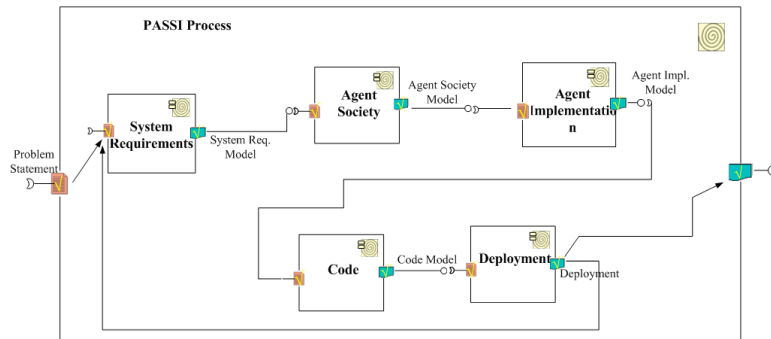 PASSI Process
Agent
Society
Agent Society
Model
Agent
Implementatio
n
Agent Impl.
Model
System
Requirements
System Req.
Model
Problem
Statement
Code
Code Model
Deployment
Deployment